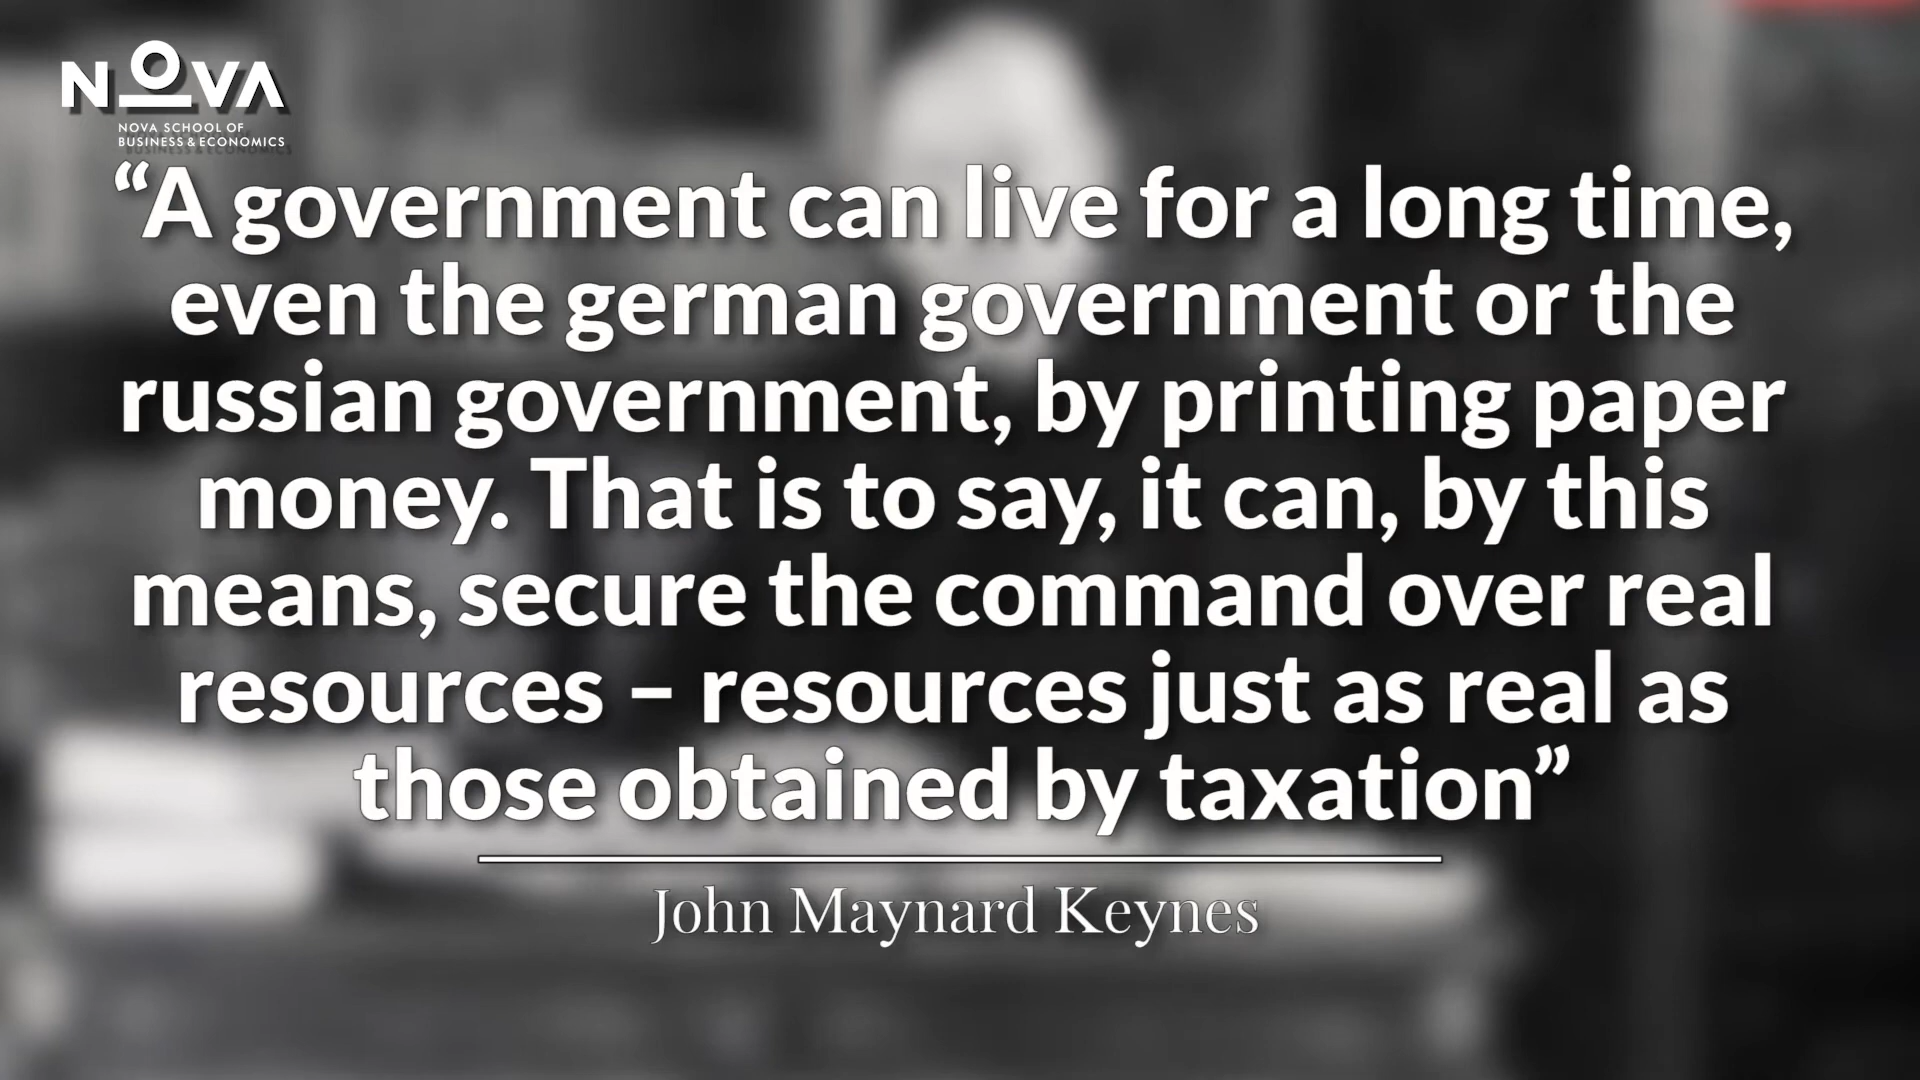 NOVA
NOVA SCHOOL OF
BUSINESS & ECONOMICS
“A government can live for a long time,
even the german government or the
russian government, by printing paper
money. That is to say, it can, by this
means, secure the command over real
resources – resources just as real as
those obtained by taxation”
John Maynard Keynes